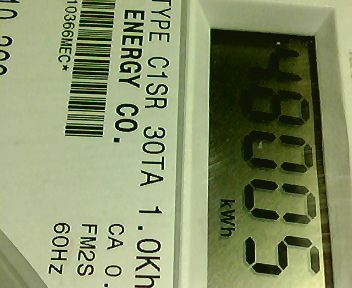 TYPE C1SR 30TA 1.0Kh
ENERGY CO.
CA 0.
FM2S
60HZ
10366MEC*
48005
kWh